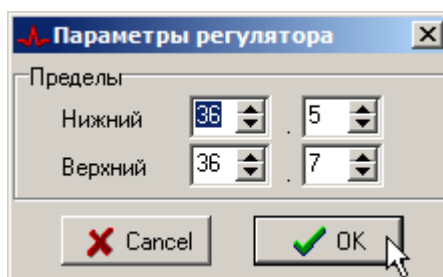 Параметры регулятора
Пределы
Нижний 36 . 5
Верхний 36 . 7
Cancel OK